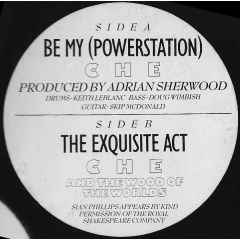 SIDE A
BE MY (POWERSTATION)
CHE
PRODUCED BY ADRIAN SHERWOOD
DRUMS - KEITH LEBLANC BASS - DOUG WIMBISH
GUITAR - SKIP MCDONALD
SIDE B
THE EXQUISITE ACT
CHE
AND THE WOOD OF
THE WORLDS
SIAN PHILLIPS APPEARS BY KIND
PERMISSION OF THE ROYAL
SHAKESPEARE COMPANY